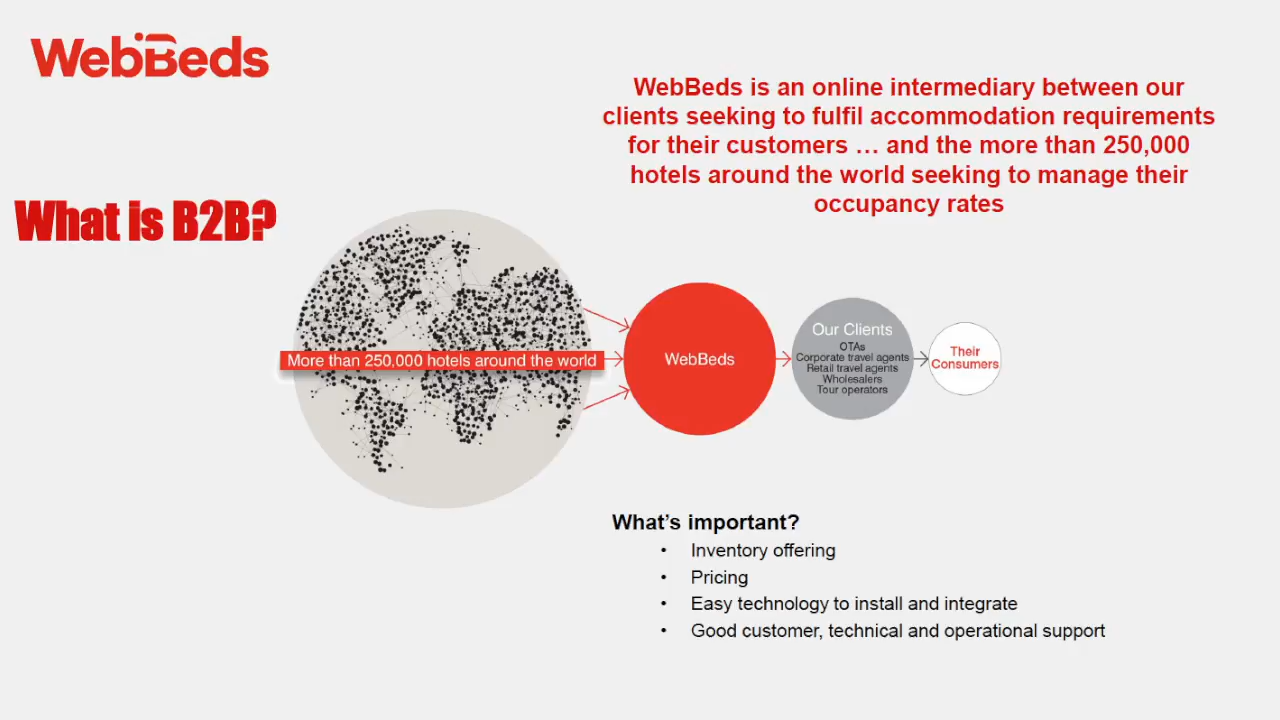 WebBeds
WebBeds is an online intermediary between our
clients seeking to fulfil accommodation requirements
for their customers … and the more than 250,000
hotels around the world seeking to manage their
occupancy rates
What is B2B?
More than 250,000 hotels around the world
WebBeds
Our Clients
OTAs
Corporate travel agents
Retail travel agents
Wholesalers
Tour operators
Their
Consumers
What’s important?
• Inventory offering
• Pricing
• Easy technology to install and integrate
• Good customer, technical and operational support